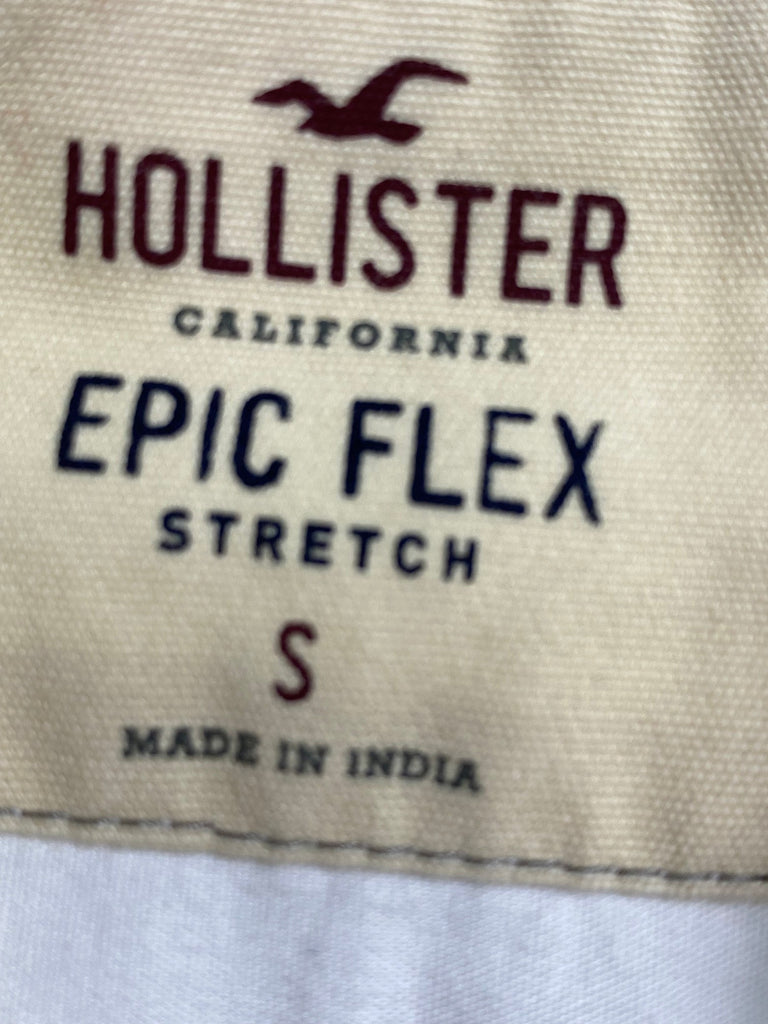 HOLLISTER
CALIFORNIA
EPIC FLEX
STRETCH
S
MADE IN INDIA